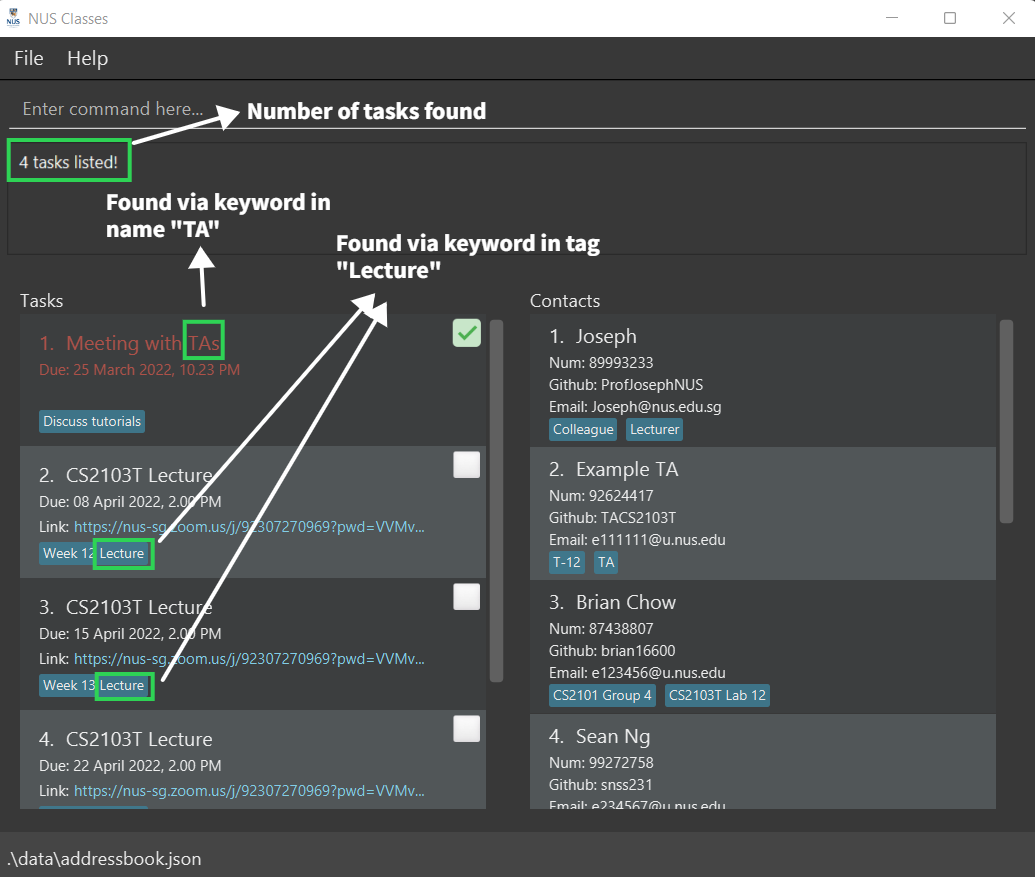 NUS
NUS Classes
File Help
Enter command here...
Number of tasks found
4 tasks listed!
Found via keyword in
name "TA"
Found via keyword in tag
"Lecture"
Tasks
1. Meeting with TAs
Due: 25 March 2022, 10.23 PM
Discuss tutorials
2. CS2103T Lecture
Due: 08 April 2022, 2.00 PM
Link: https://nus-sg.zoom.us/j/92307270969?pwd=VVMv...
Week 12 Lecture
3. CS2103T Lecture
Due: 15 April 2022, 2.00 PM
Link: https://nus-sg.zoom.us/j/92307270969?pwd=VVMv...
Week 13 Lecture
4. CS2103T Lecture
Due: 22 April 2022, 2.00 PM
Link: https://nus-sg.zoom.us/j/92307270969?pwd=VVMv...
Contacts
1. Joseph
Num: 89993233
Github: ProfJosephNUS
Email: Joseph@nus.edu.sg
Colleague Lecturer
2. Example TA
Num: 92624417
Github: TACS2103T
Email: e111111@u.nus.edu
T-12 TA
3. Brian Chow
Num: 87438807
Github: brian16600
Email: e123456@u.nus.edu
CS2101 Group 4 CS2103T Lab 12
4. Sean Ng
Num: 99272758
Github: snss231
Email: e234567@u.nus.edu
.\data\addressbook.json